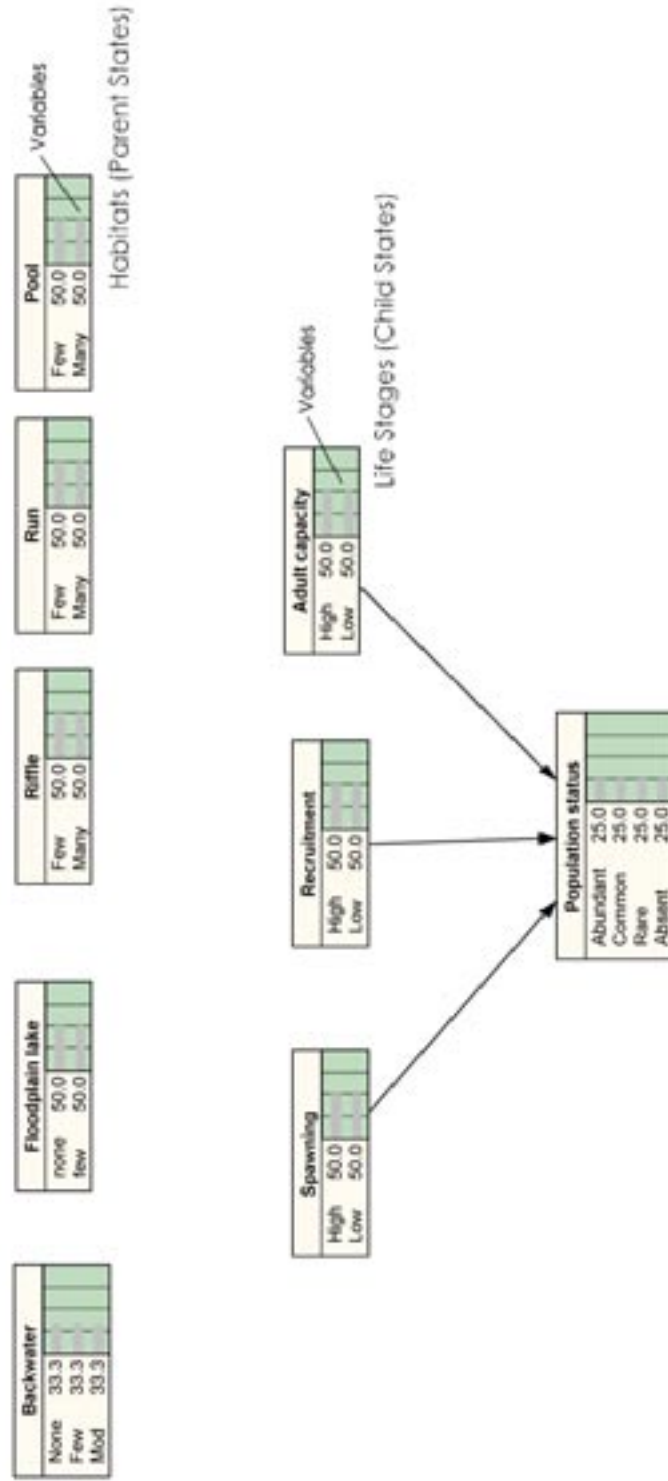 Backwater
None 33.3
Few 33.3
Mod 33.3
Floodplain lake
none 50.0
few 50.0
Riffle
Few 50.0
Many 50.0
Run
Few 50.0
Many 50.0
Pool
Few 50.0
Many 50.0
Variables
Habitats (Parent States)
Spawning
High 50.0
Low 50.0
Recruitment
High 50.0
Low 50.0
Adult capacity
High 50.0
Low 50.0
Variables
Life Stages (Child States)
Population status
Abundant 25.0
Common 25.0
Rare 25.0
Absent 25.0